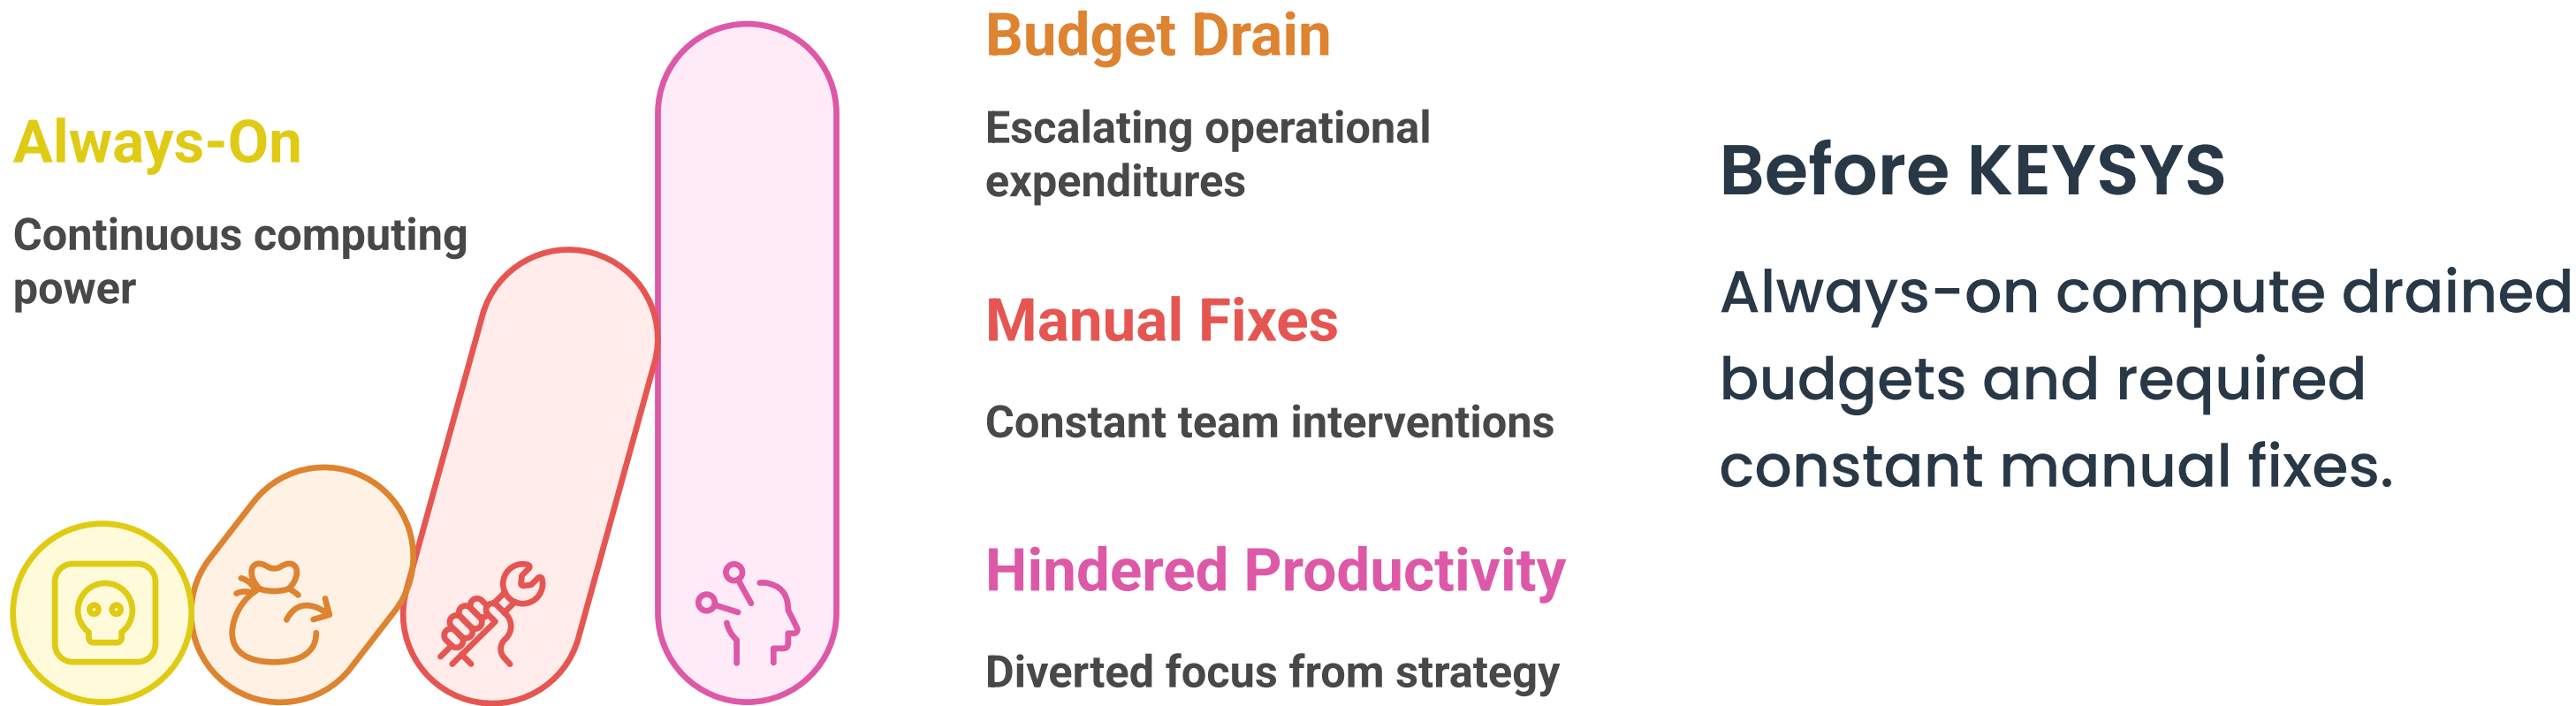 Always-On
Continuous computing
power
Budget Drain
Escalating operational
expenditures
Manual Fixes
Constant team interventions
Hindered Productivity
Diverted focus from strategy
Before KEYSYS
Always-on compute drained
budgets and required
constant manual fixes.